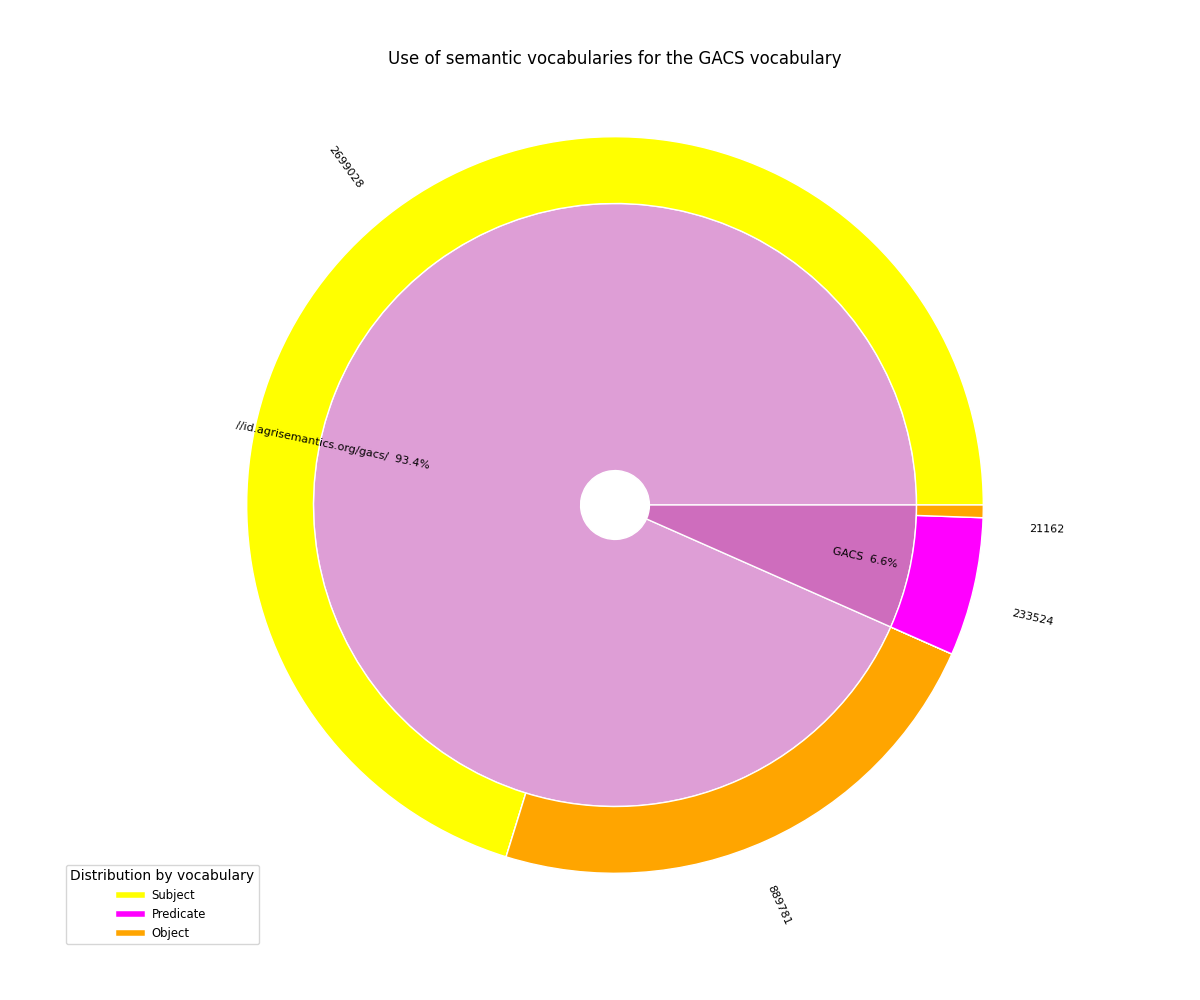 Use of semantic vocabularies for the GACS vocabulary
2699028
//id.agrisemantics.org/gacs/ 93.4%
21162
GACS 6.6%
233524
889781
Distribution by vocabulary
Subject
Predicate
Object